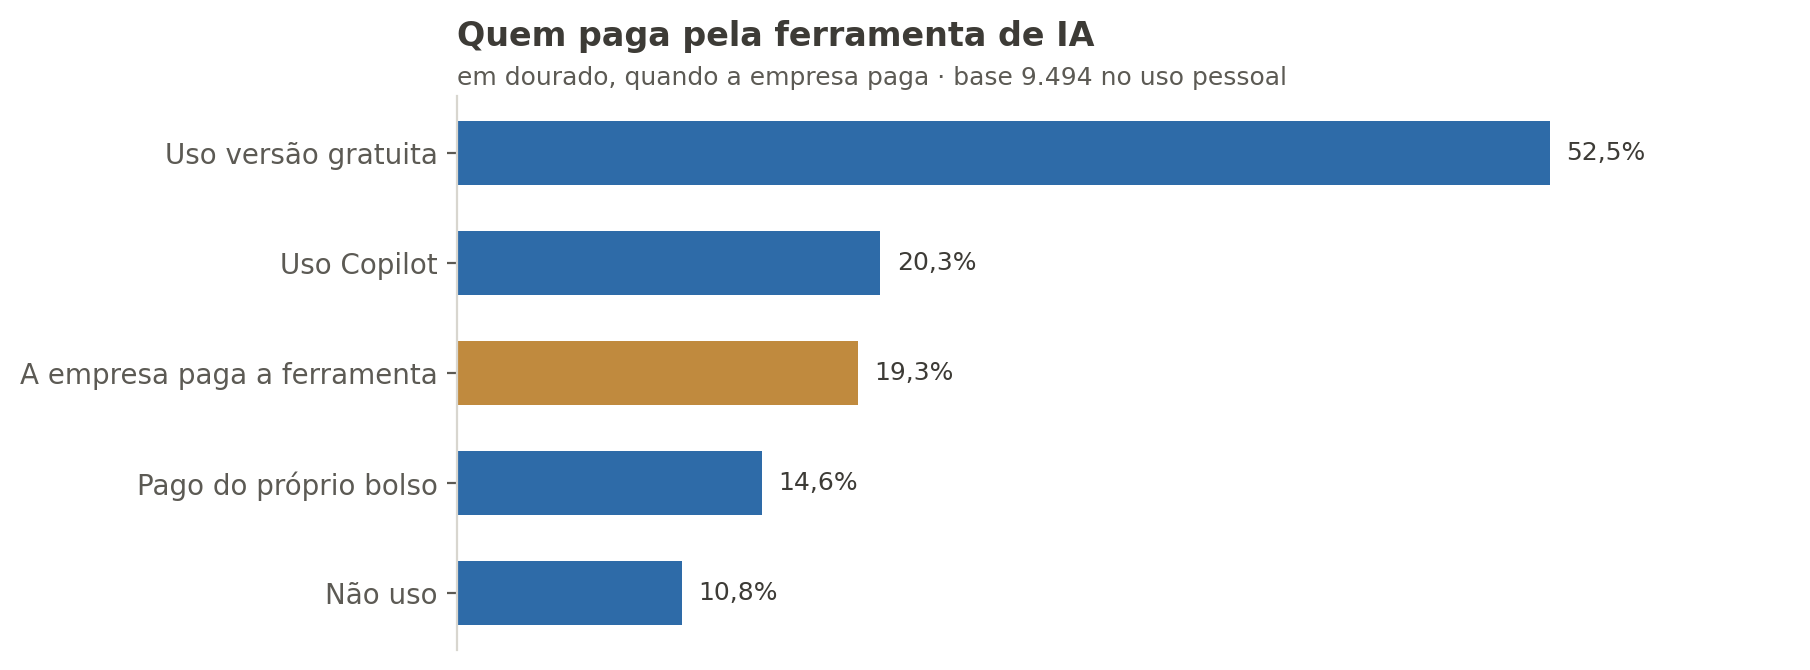 Quem paga pela ferramenta de IA
em dourado, quando a empresa paga · base 9.494 no uso pessoal
Uso versão gratuita 52,5%
Uso Copilot 20,3%
A empresa paga a ferramenta 19,3%
Pago do próprio bolso 14,6%
Não uso 10,8%